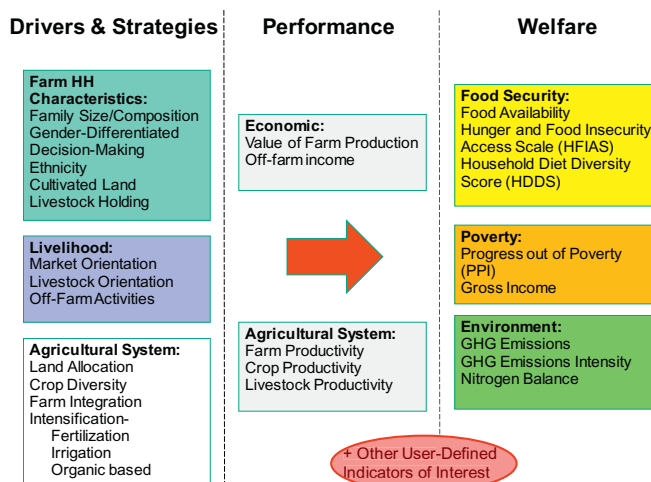 Drivers & Strategies
Farm HH
Characteristics:
Family Size/Composition
Gender-Differentiated
Decision-Making
Ethnicity
Cultivated Land
Livestock Holding
Livelihood:
Market Orientation
Livestock Orientation
Off-Farm Activities
Agricultural System:
Land Allocation
Crop Diversity
Farm Integration
Intensification-
Fertilization
Irrigation
Organic based
Performance
Economic:
Value of Farm Production
Off-farm income
Agricultural System:
Farm Productivity
Crop Productivity
Livestock Productivity
Welfare
Food Security:
Food Availability
Hunger and Food Insecurity
Access Scale (HFIAS)
Household Diet Diversity
Score (HDDS)
Poverty:
Progress out of Poverty
(PPI)
Gross Income
Environment:
GHG Emissions
GHG Emissions Intensity
Nitrogen Balance
+ Other User-Defined
Indicators of Interest